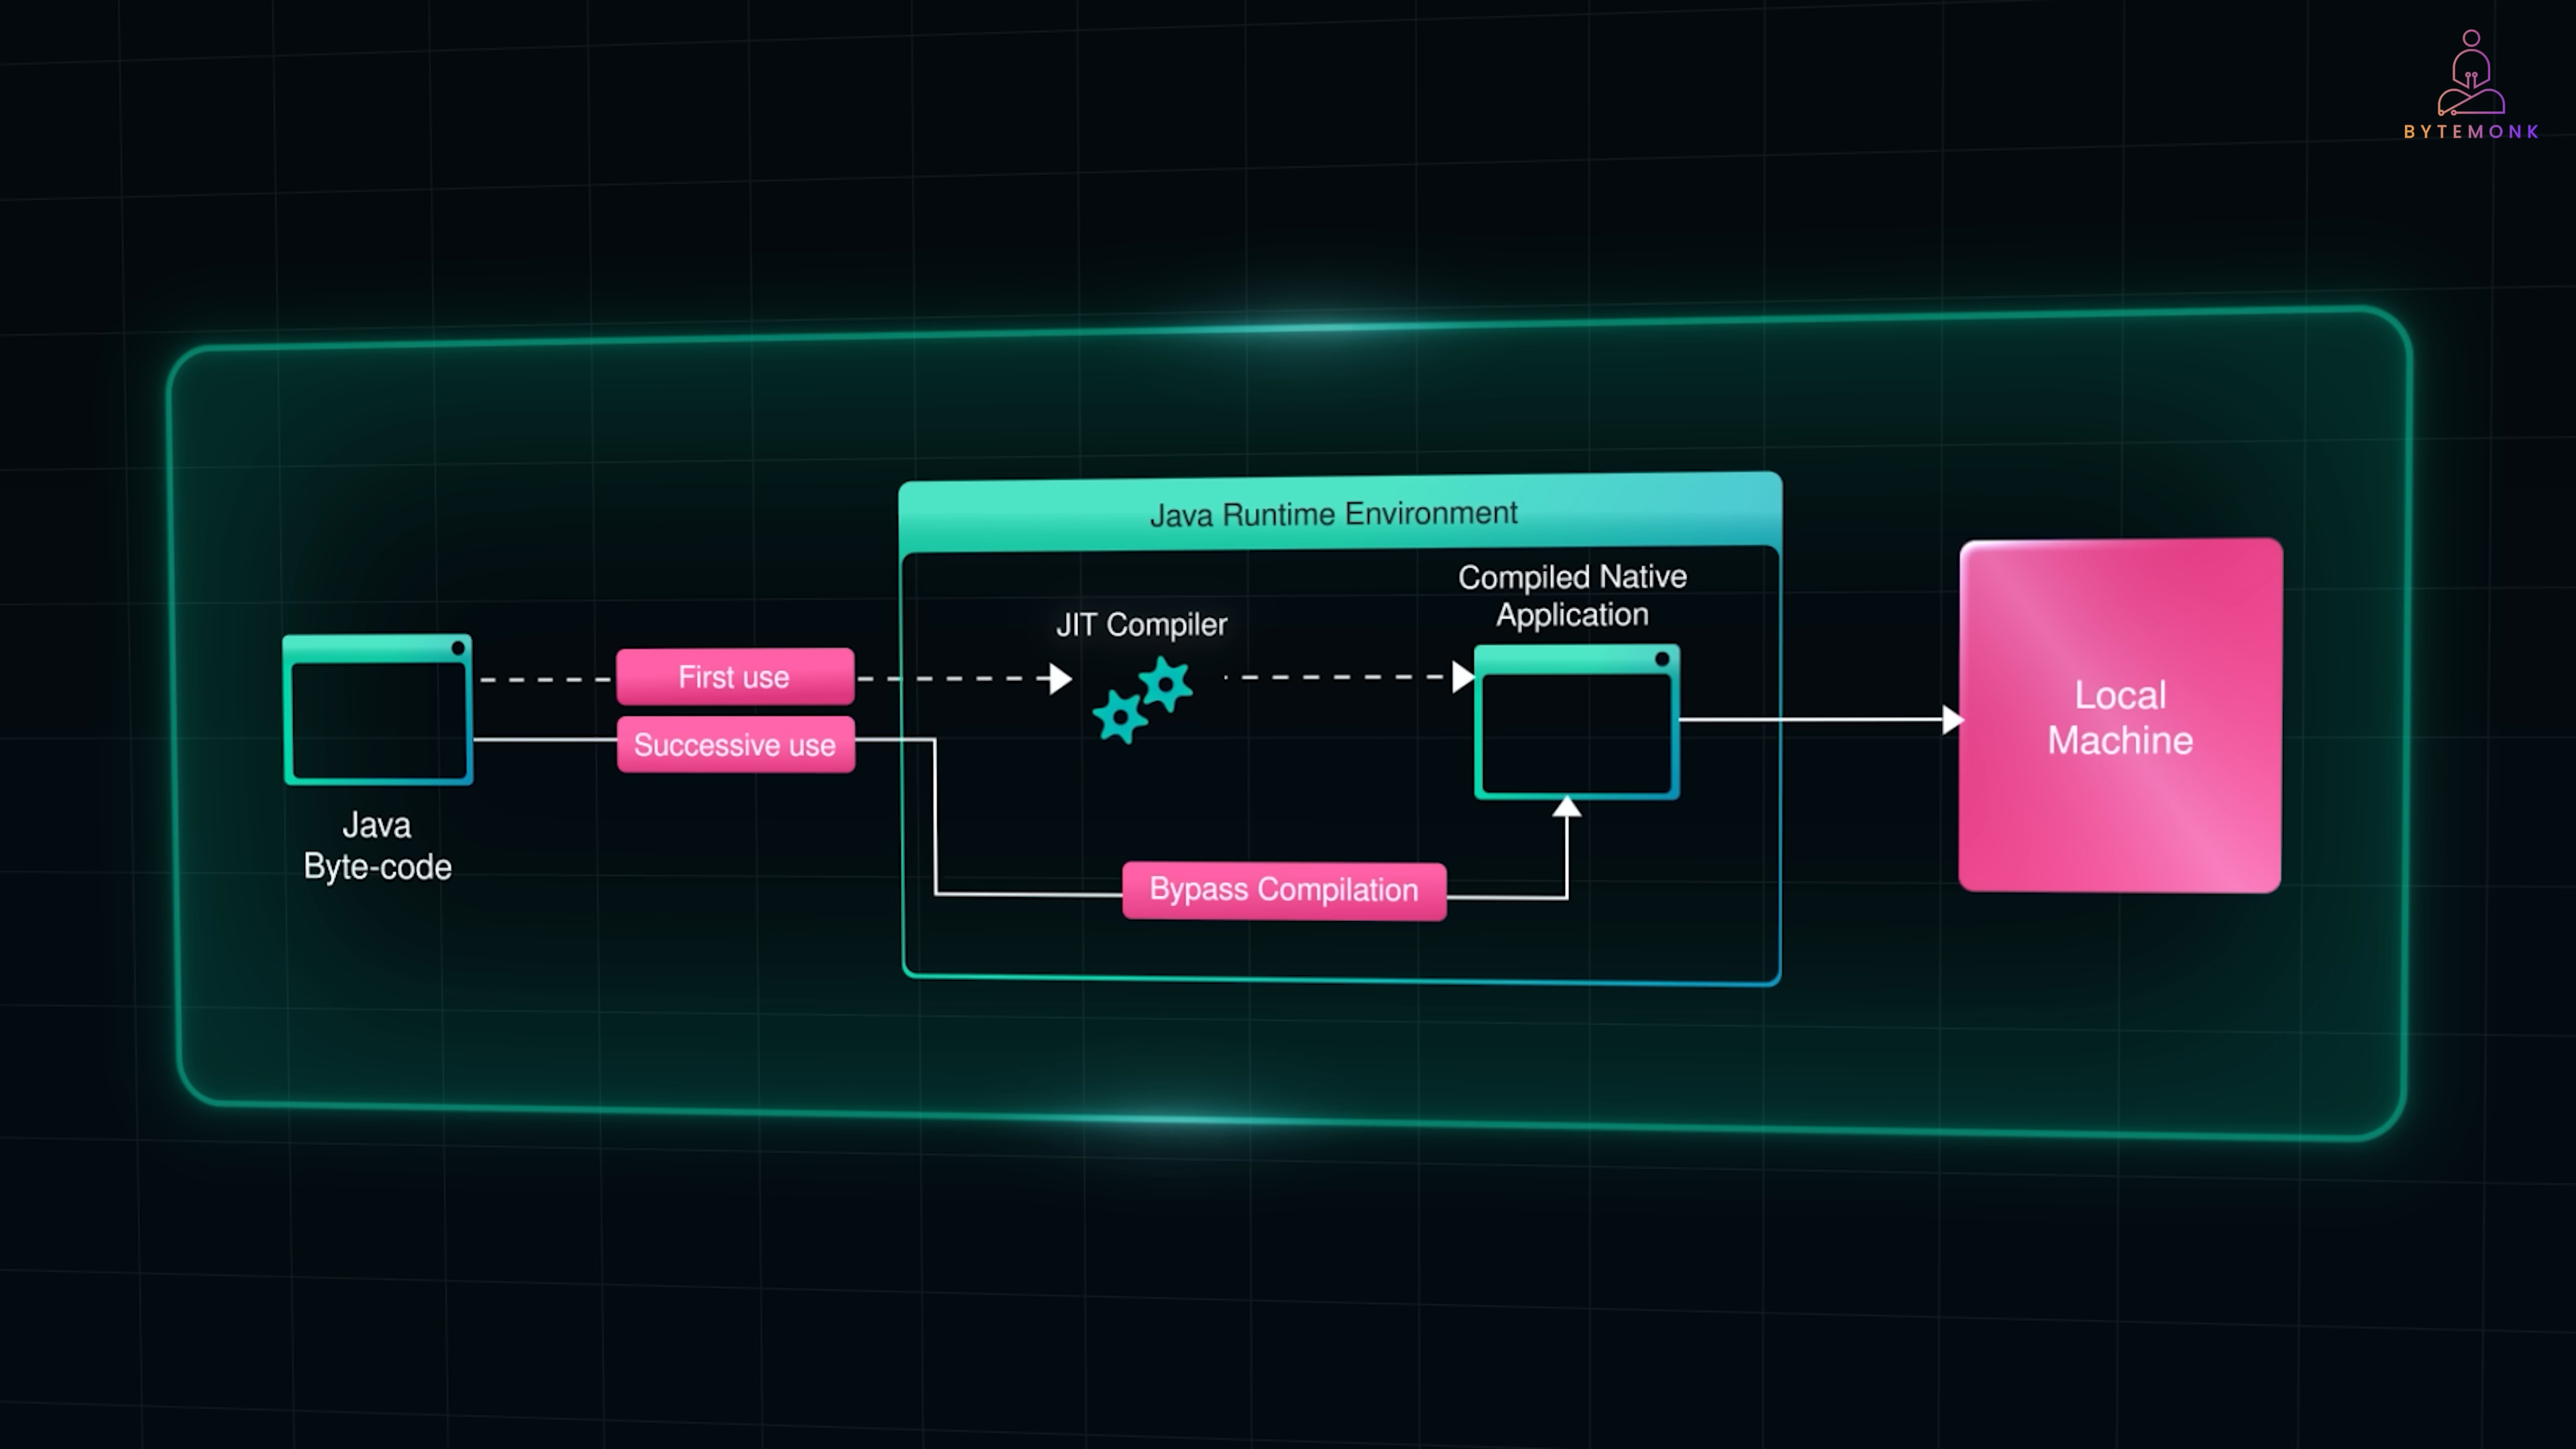 BYTEMONK
Java Runtime Environment
Compiled Native
Application
JIT Compiler
First use
Successive use
Local
Machine
Java
Byte-code
Bypass Compilation